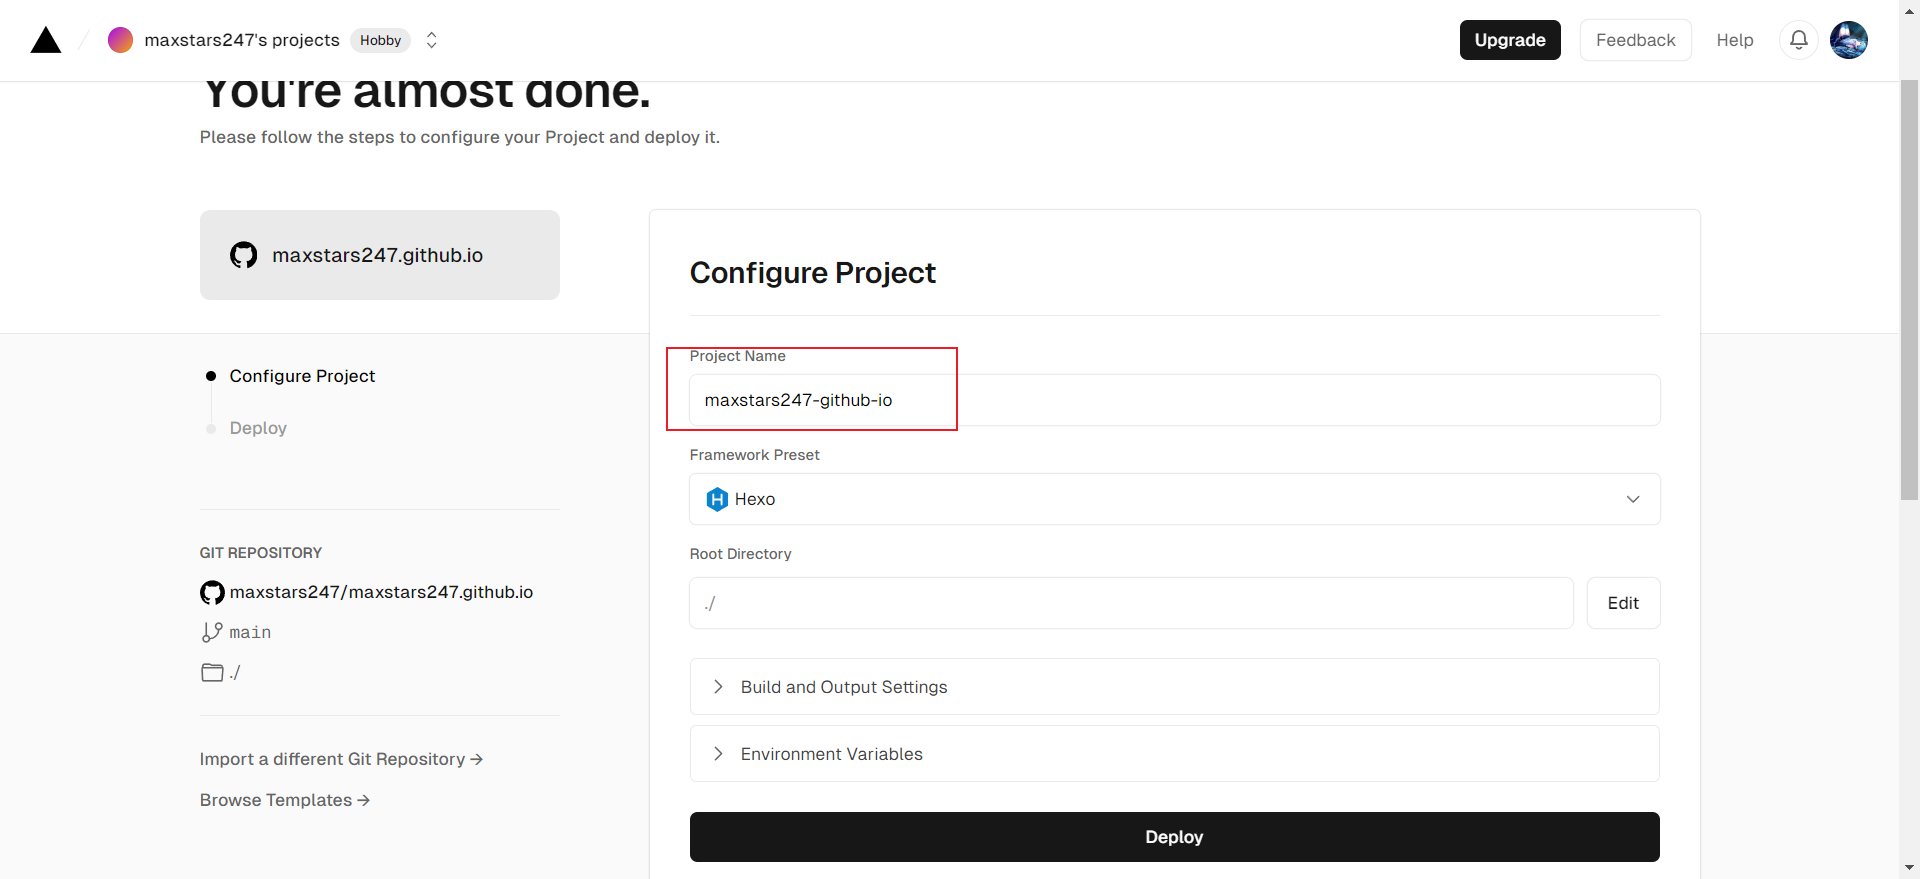 maxstars247's projects Hobby
Upgrade Feedback Help
You're almost done.
Please follow the steps to configure your Project and deploy it.
maxstars247.github.io
Configure Project
Deploy
GIT REPOSITORY
maxstars247/maxstars247.github.io
main
./
Import a different Git Repository →
Browse Templates →
Configure Project
Project Name
maxstars247-github-io
Framework Preset
Hexo
Root Directory
./ Edit
Build and Output Settings
Environment Variables
Deploy